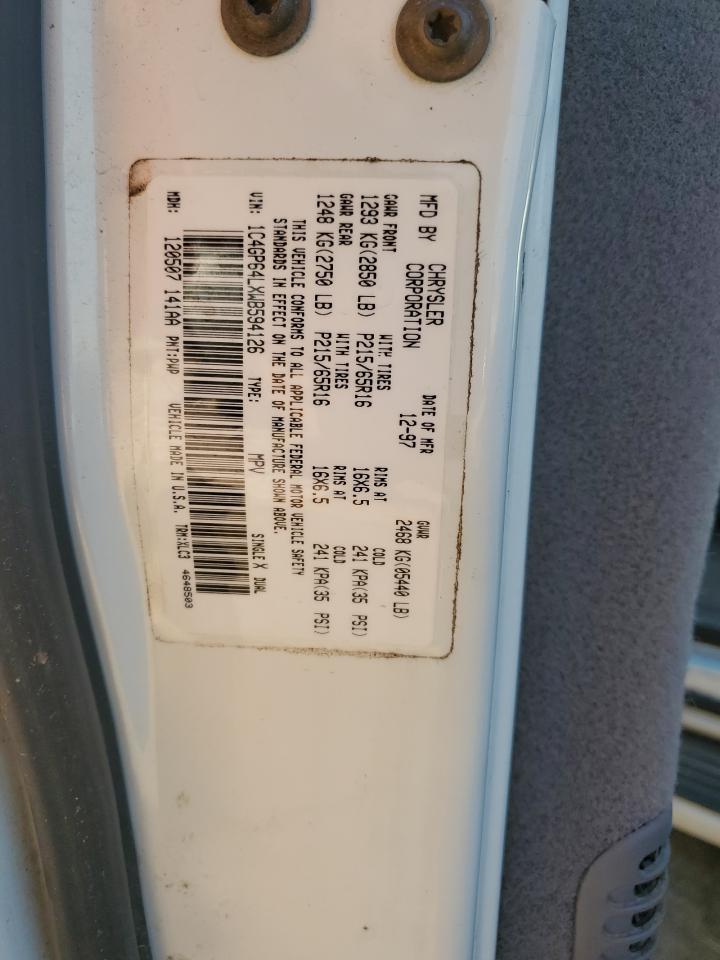 MFD BY CHRYSLER CORPORATION DATE OF MFR 12-97 GVWR 2468 KG(05440 LB)
GAWR FRONT WITH TIRES RIMS AT COLD
1293 KG(2850 LB) P215/65R16 16X6.5 241 KPA(35 PSI)
GAWR REAR WITH TIRES RIMS AT COLD
1248 KG(2750 LB) P215/65R16 16X6.5 241 KPA(35 PSI)
THIS VEHICLE CONFORMS TO ALL APPLICABLE FEDERAL MOTOR VEHICLE SAFETY
STANDARDS IN EFFECT ON THE DATE OF MANUFACTURE SHOWN ABOVE.
VIN: 1C4GP64LXWB594126 TYPE: MPV SINGLE X DUAL
MDH: 120507 141AA PNT:PWP VEHICLE MADE IN U.S.A. TRM:XLC3 4648503